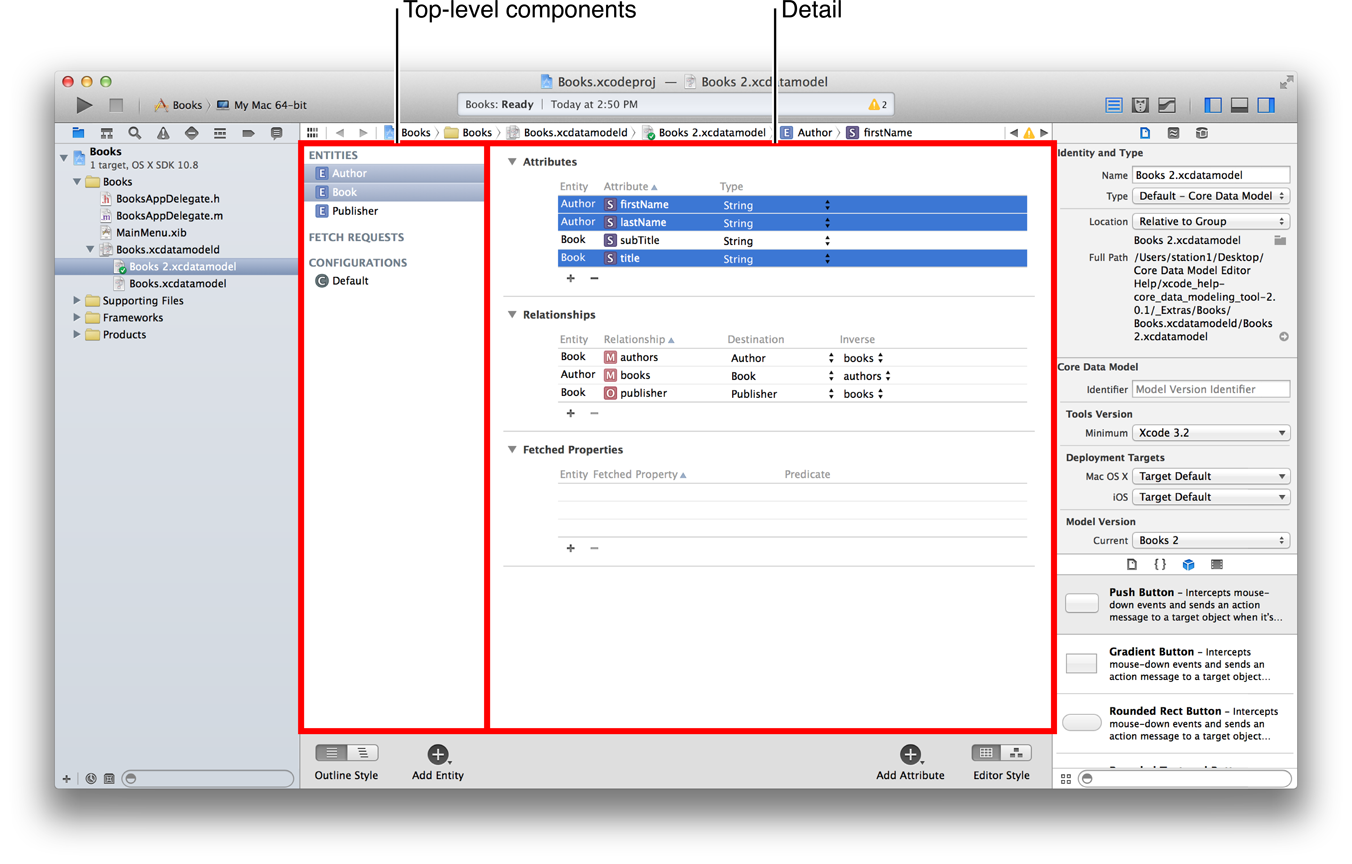 Top-level components
Detail
Books.xcodeproj — Books 2.xcdatamodel
Books
My Mac 64-bit
Books: Ready | Today at 2:50 PM
2
Books
Books
Books.xcdatamodeld
Books 2.xcdatamodel
E Author
S firstName
Books
1 target, OS X SDK 10.8
Books
BooksAppDelegate.h
BooksAppDelegate.m
MainMenu.xib
Books.xcdatamodeld
Books 2.xcdatamodel
Books.xcdatamodel
Supporting Files
Frameworks
Products
ENTITIES
E Author
E Book
E Publisher
FETCH REQUESTS
CONFIGURATIONS
C Default
Attributes
Entity Attribute Type
Author S firstName String
Author S lastName String
Book S subTitle String
Book S title String
+ −
Relationships
Entity Relationship Destination Inverse
Book M authors Author books
Author M books Book authors
Book O publisher Publisher books
+ −
Fetched Properties
Entity Fetched Property Predicate
+ −
Outline Style
Add Entity
Add Attribute
Editor Style
Identity and Type
Name Books 2.xcdatamodel
Type Default – Core Data Model
Location Relative to Group
Books 2.xcdatamodel
Full Path /Users/station1/Desktop/
Core Data Model Editor
Help/xcode_help-
core_data_modeling_tool-2.
0.1/_Extras/Books/
Books.xcdatamodeld/Books
2.xcdatamodel
Core Data Model
Identifier Model Version Identifier
Tools Version
Minimum Xcode 3.2
Deployment Targets
Mac OS X Target Default
iOS Target Default
Model Version
Current Books 2
{ }
Push Button – Intercepts mouse-
down events and sends an action
message to a target object when it's...
Gradient Button – Intercepts
mouse-down events and sends an
action message to a target object...
Rounded Rect Button – Intercepts
mouse-down events and sends an
action message to a target object...